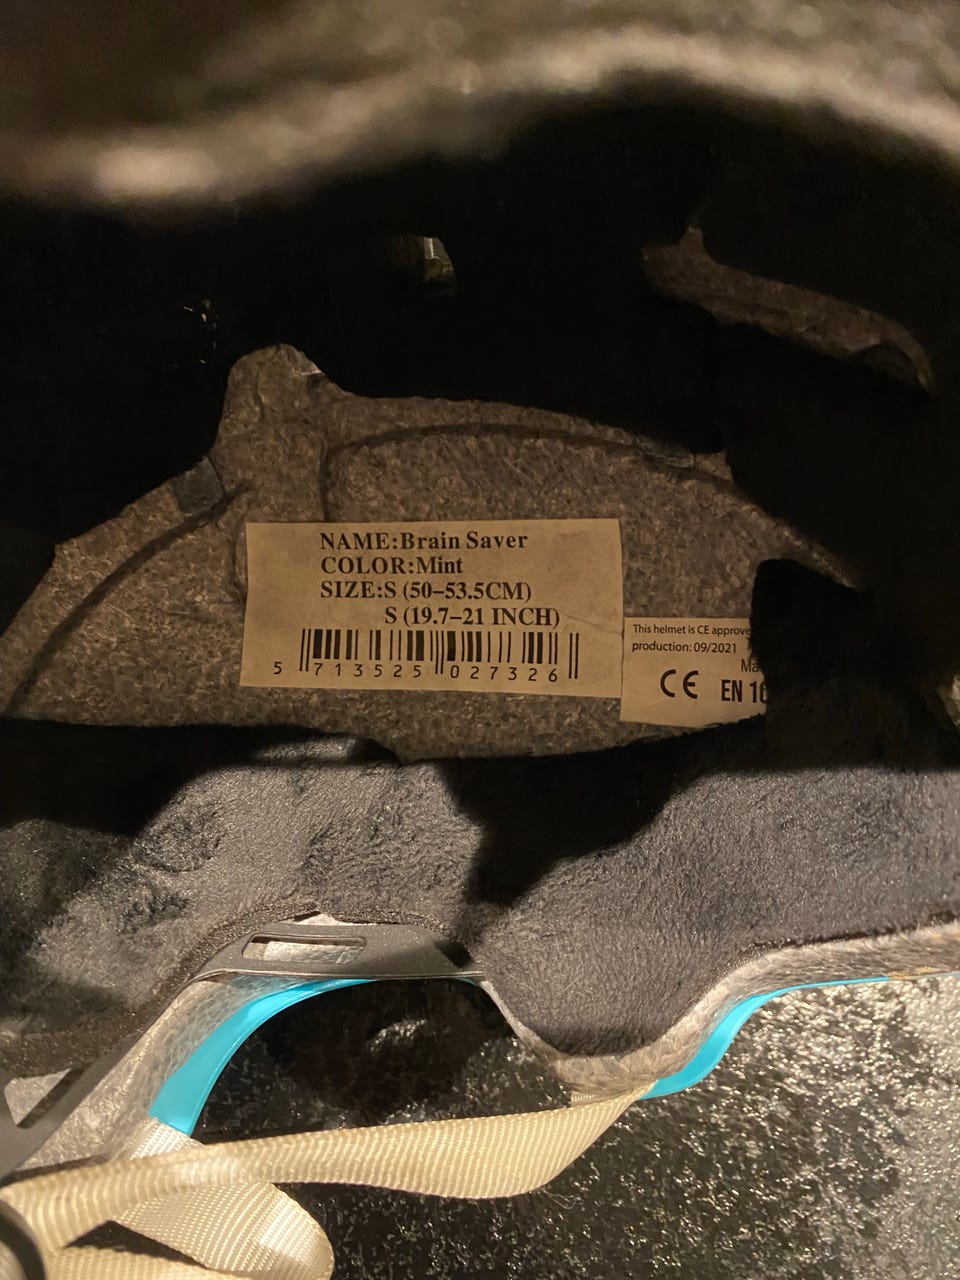 NAME:Brain Saver
COLOR:Mint
SIZE:S (50–53.5CM)
S (19.7–21 INCH)
5 713525 027326
This helmet is CE
production: 09/2021
CE EN